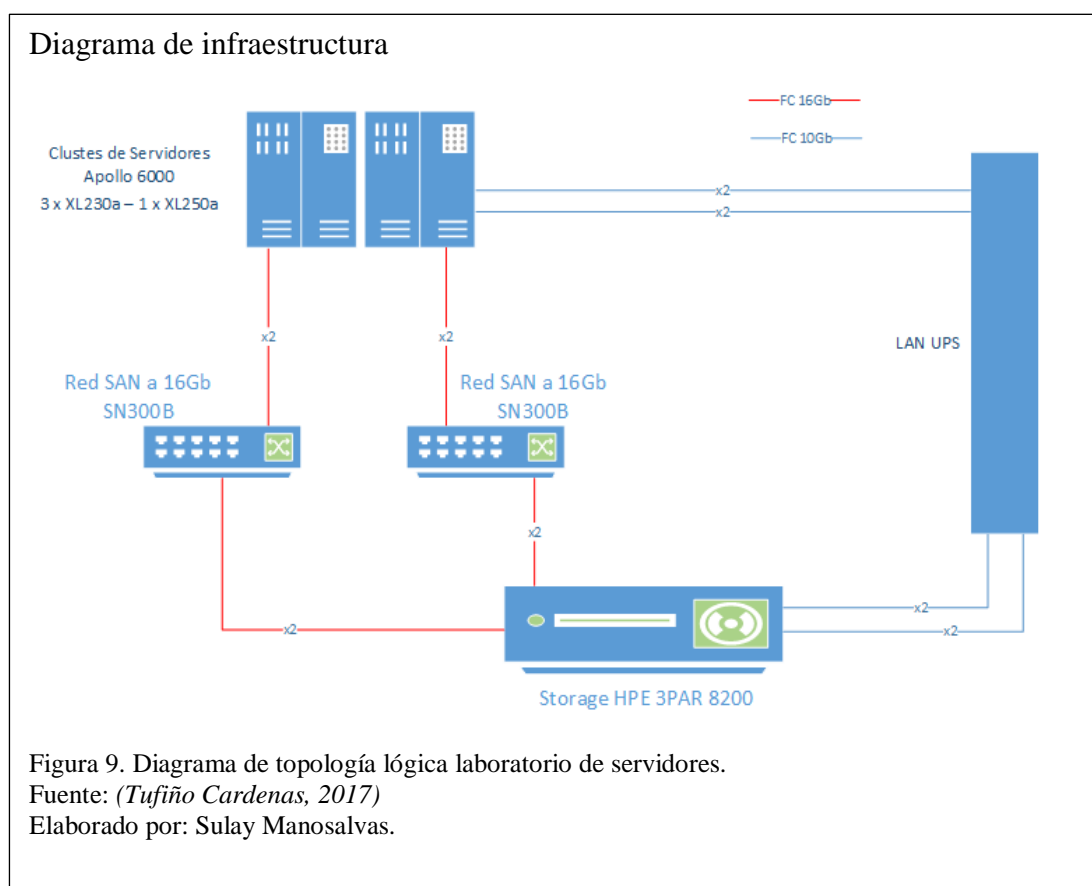 Diagrama de infraestructura
FC 16Gb
FC 10Gb
Clustes de Servidores
Apollo 6000
3 x XL230a – 1 x XL250a
x2
x2
x2
x2
LAN UPS
Red SAN a 16Gb
SN300B
Red SAN a 16Gb
SN300B
x2
x2
x2
x2
Storage HPE 3PAR 8200
Figura 9. Diagrama de topología lógica laboratorio de servidores.
Fuente: (Tufiño Cardenas, 2017)
Elaborado por: Sulay Manosalvas.